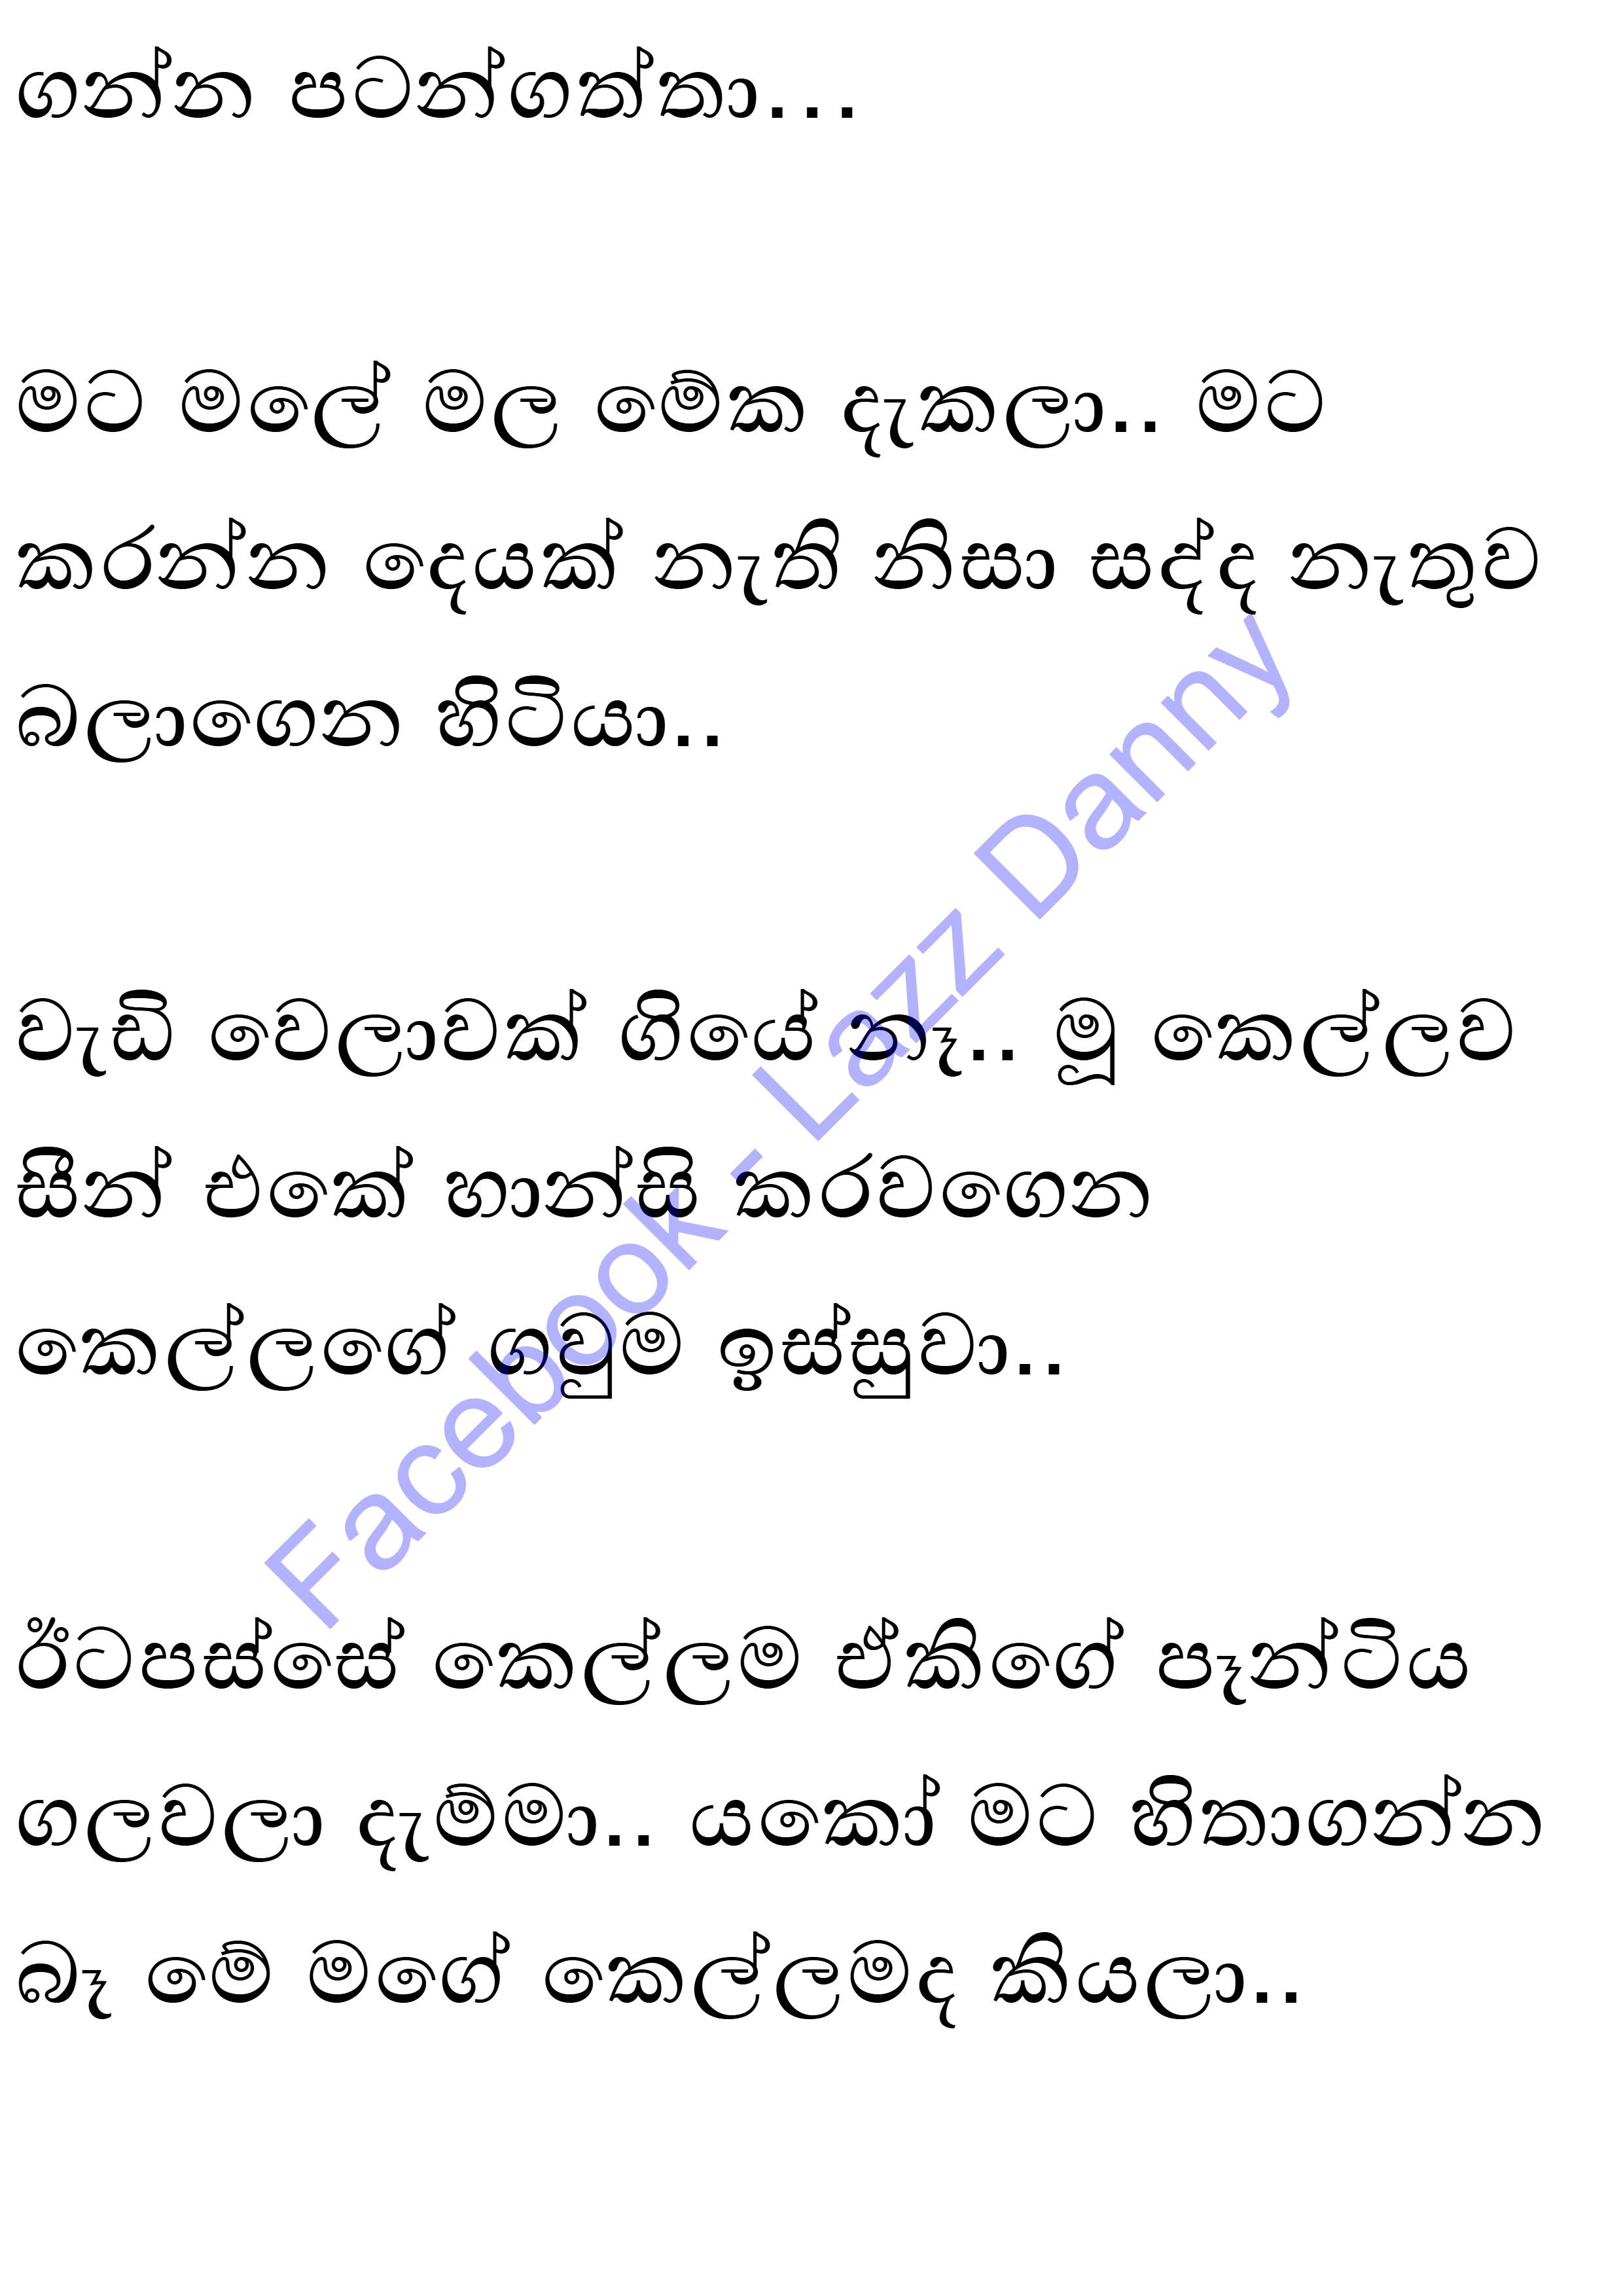 ගන්න පටන්ගත්තා...
මට මලේ මල මේක දැකලා.. මට
කරන්න දෙයක් නැති නිසා සද්ද නැතුව
බලාගෙන හිටියා..
වැඩි වෙලාවක් ගියේ නෑ.. මූ කෙල්ලව
සීන් එකේ හාන්සි කරවගෙන
කෙල්ලගේ ගවුම ඉස්සුවා..
ඊටපස්සේ කෙල්ලම ඒකිගේ පෑන්ටිය
ගලවලා දැම්මා.. යකෝ මට හිතාගන්න
බෑ මේ මගේ කෙල්ලමද කියලා..
Facebook - Lazz Danny